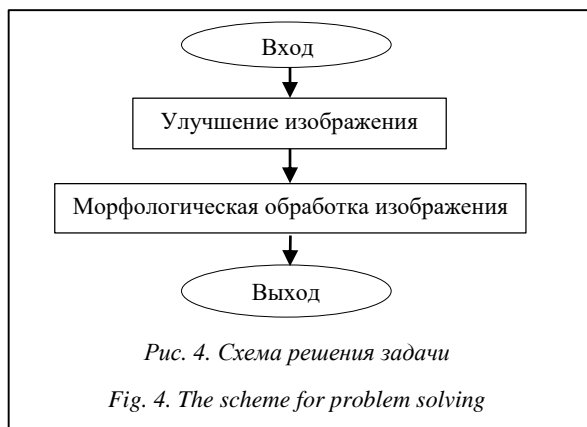 Вход
Улучшение изображения
Морфологическая обработка изображения
Выход
Рис. 4. Схема решения задачи
Fig. 4. The scheme for problem solving